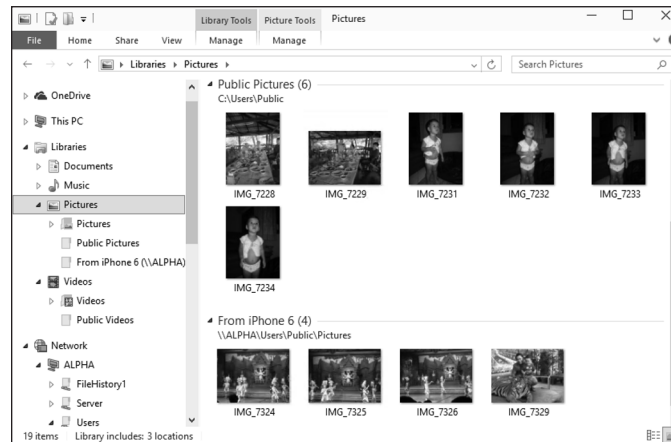 Library Tools Picture Tools Pictures
File Home Share View Manage Manage
Libraries Pictures Search Pictures
OneDrive
This PC
Libraries
Documents
Music
Pictures
Pictures
Public Pictures
From iPhone 6 (\\ALPHA)
Videos
Videos
Public Videos
Network
ALPHA
FileHistory1
Server
Users
Public Pictures (6)
C:\Users\Public
IMG_7228 IMG_7229 IMG_7231 IMG_7232 IMG_7233
IMG_7234
From iPhone 6 (4)
\\ALPHA\Users\Public\Pictures
IMG_7324 IMG_7325 IMG_7326 IMG_7329
19 items Library includes: 3 locations